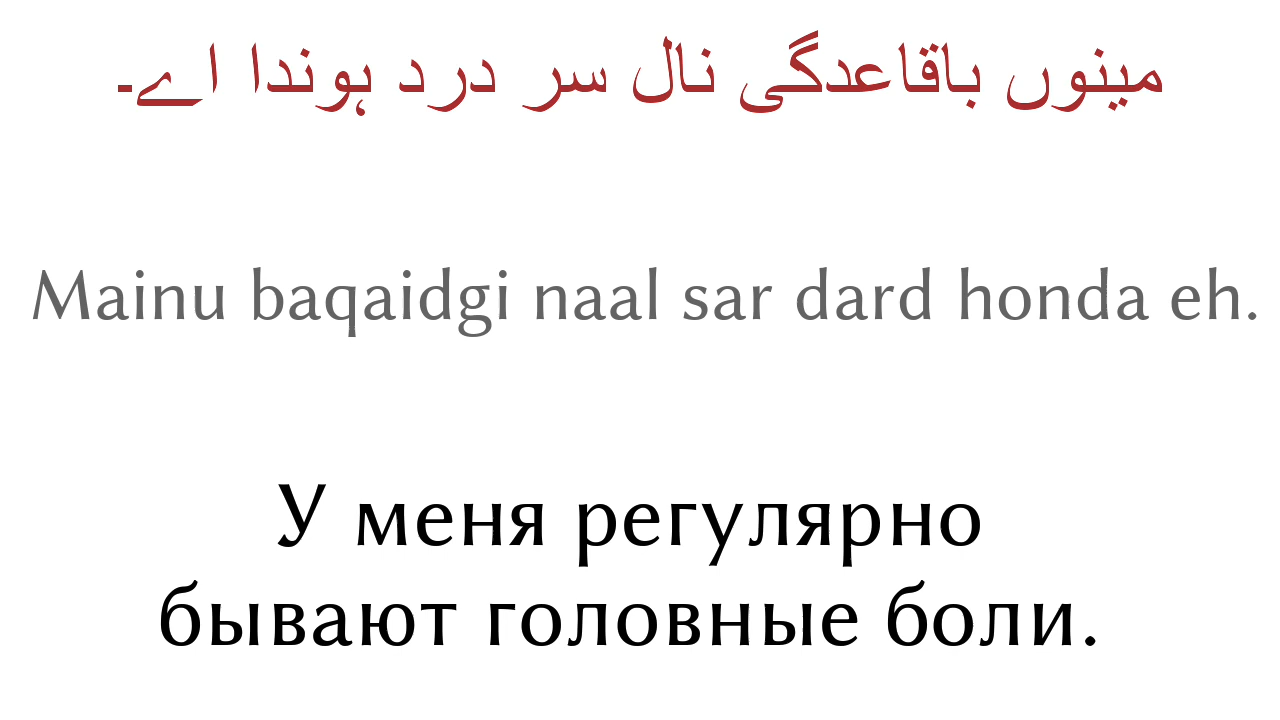 مینوں باقاعدگی نال سر درد ہوندا اے۔
Mainu baqaidgi naal sar dard honda eh.
У меня регулярно
бывают головные боли.